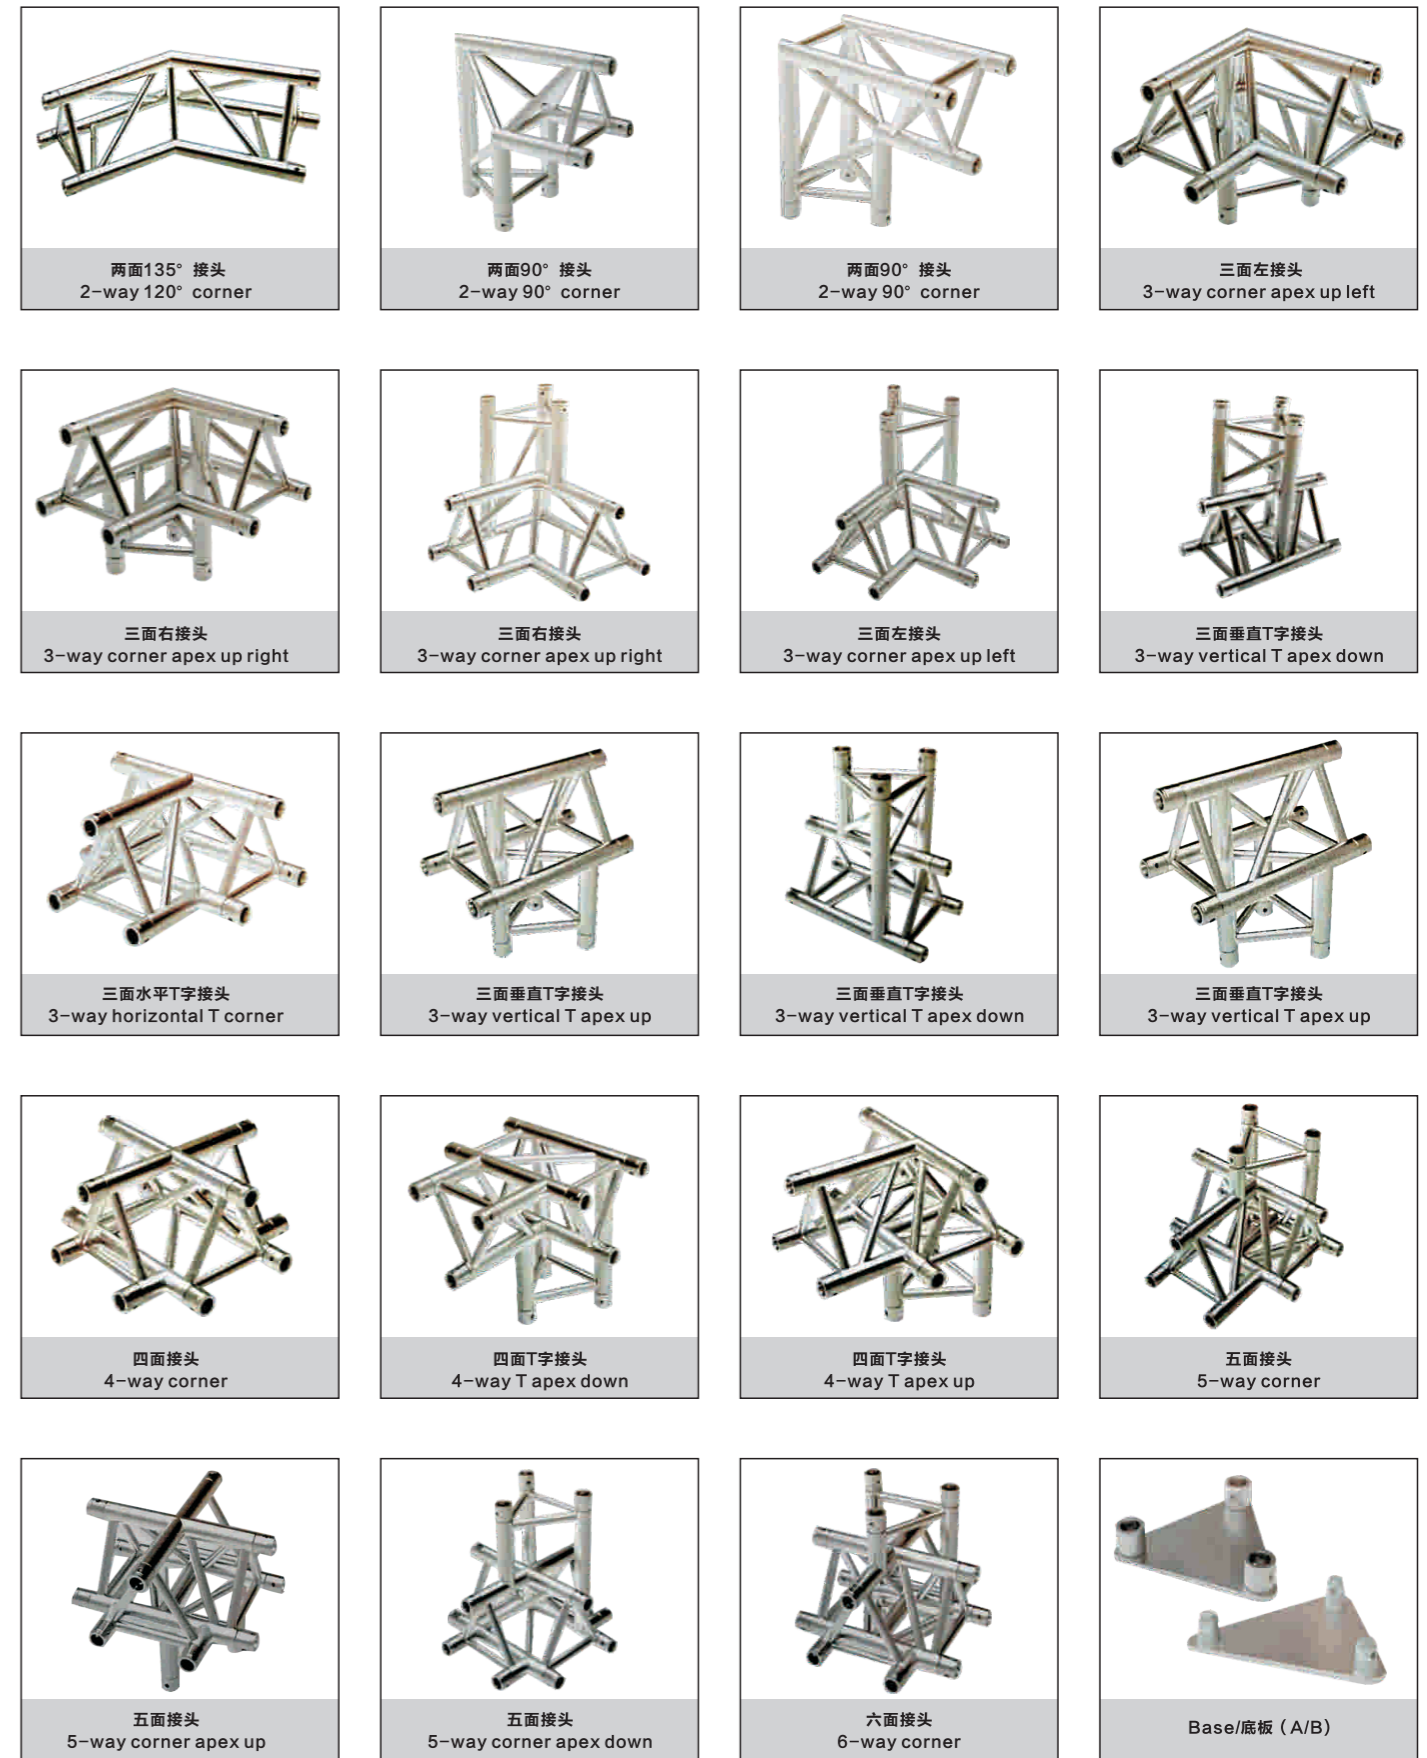 两面135° 接头
2-way 120° corner
两面90° 接头
2-way 90° corner
两面90° 接头
2-way 90° corner
三面左接头
3-way corner apex up left
三面右接头
3-way corner apex up right
三面右接头
3-way corner apex up right
三面左接头
3-way corner apex up left
三面垂直T字接头
3-way vertical T apex down
三面水平T字接头
3-way horizontal T corner
三面垂直T字接头
3-way vertical T apex up
三面垂直T字接头
3-way vertical T apex down
三面垂直T字接头
3-way vertical T apex up
四面接头
4-way corner
四面T字接头
4-way T apex down
四面T字接头
4-way T apex up
五面接头
5-way corner
五面接头
5-way corner apex up
五面接头
5-way corner apex down
六面接头
6-way corner
Base/底板（A/B)